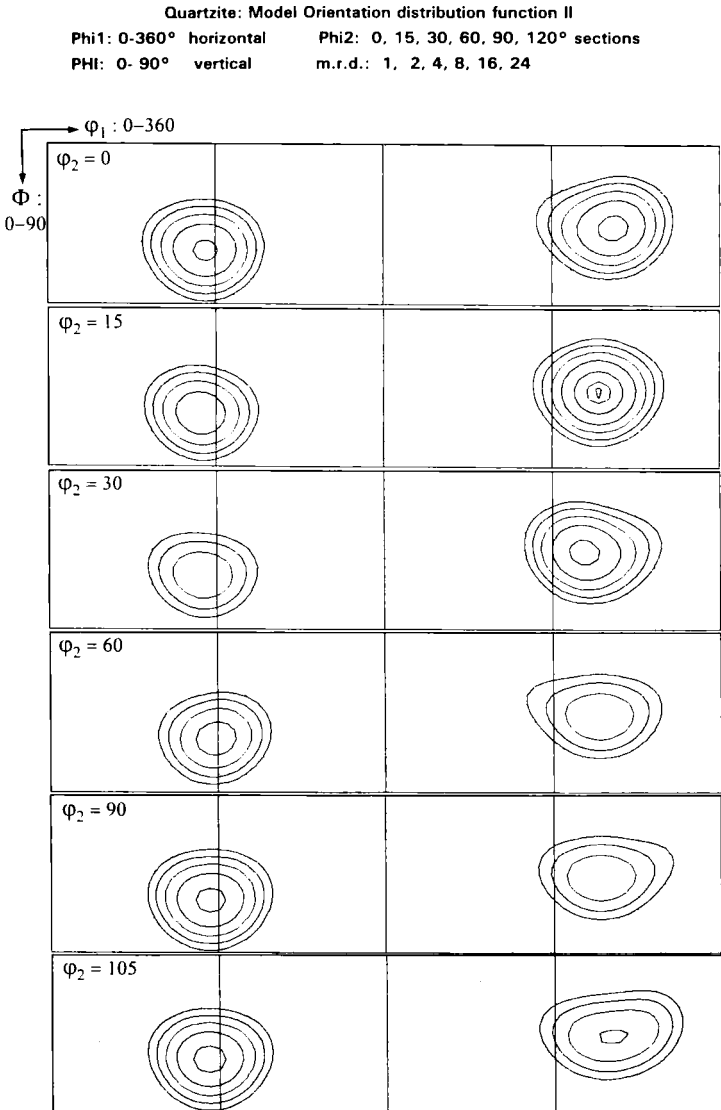 Quartzite: Model Orientation distribution function II
Phi1: 0-360° horizontal Phi2: 0, 15, 30, 60, 90, 120° sections
PHI: 0- 90° vertical m.r.d.: 1, 2, 4, 8, 16, 24
φ₁ : 0–360
φ₂ = 0
Φ :
0–90
φ₂ = 15
φ₂ = 30
φ₂ = 60
φ₂ = 90
φ₂ = 105